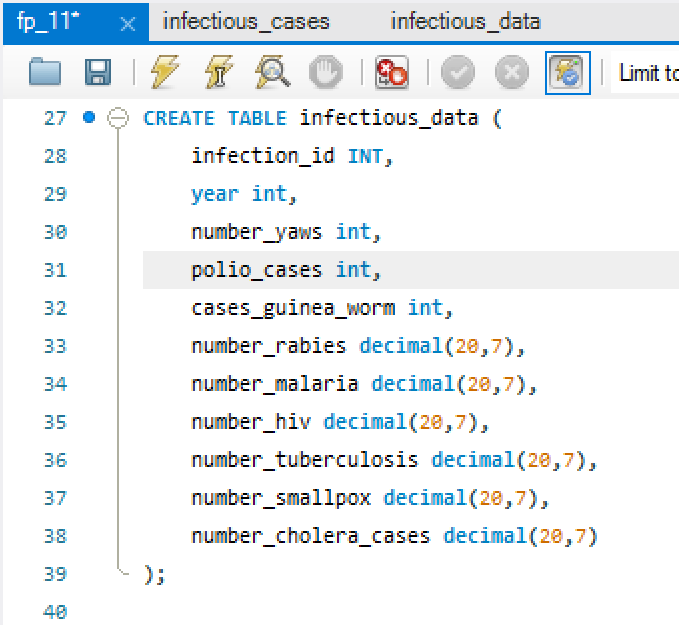 fp_11* × infectious_cases infectious_data
Limit to
27 CREATE TABLE infectious_data (
28 infection_id INT,
29 year int,
30 number_yaws int,
31 polio_cases int,
32 cases_guinea_worm int,
33 number_rabies decimal(20,7),
34 number_malaria decimal(20,7),
35 number_hiv decimal(20,7),
36 number_tuberculosis decimal(20,7),
37 number_smallpox decimal(20,7),
38 number_cholera_cases decimal(20,7)
39 );
40